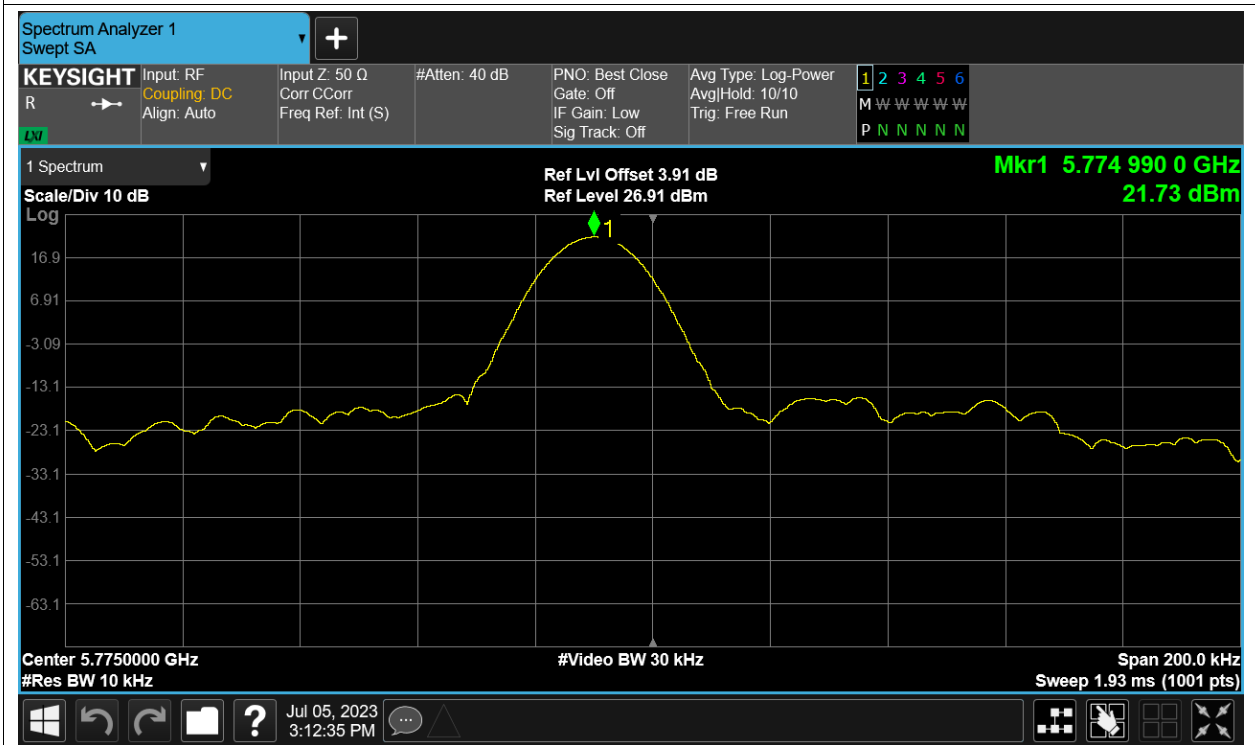 Spectrum Analyzer 1
Swept SA
KEYSIGHT
R
LXI
Input: RF
Coupling: DC
Align: Auto
Input Z: 50 Ω
Corr CCorr
Freq Ref: Int (S)
#Atten: 40 dB
PNO: Best Close
Gate: Off
IF Gain: Low
Sig Track: Off
Avg Type: Log-Power
Avg|Hold: 10/10
Trig: Free Run
1 2 3 4 5 6
M W W W W W
P N N N N N
1 Spectrum
Scale/Div 10 dB
Ref Lvl Offset 3.91 dB
Ref Level 26.91 dBm
Mkr1 5.774 990 0 GHz
21.73 dBm
Log
1
16.9
6.91
-3.09
-13.1
-23.1
-33.1
-43.1
-53.1
-63.1
Center 5.7750000 GHz
#Video BW 30 kHz
Span 200.0 kHz
#Res BW 10 kHz
Sweep 1.93 ms (1001 pts)
?
Jul 05, 2023
3:12:35 PM